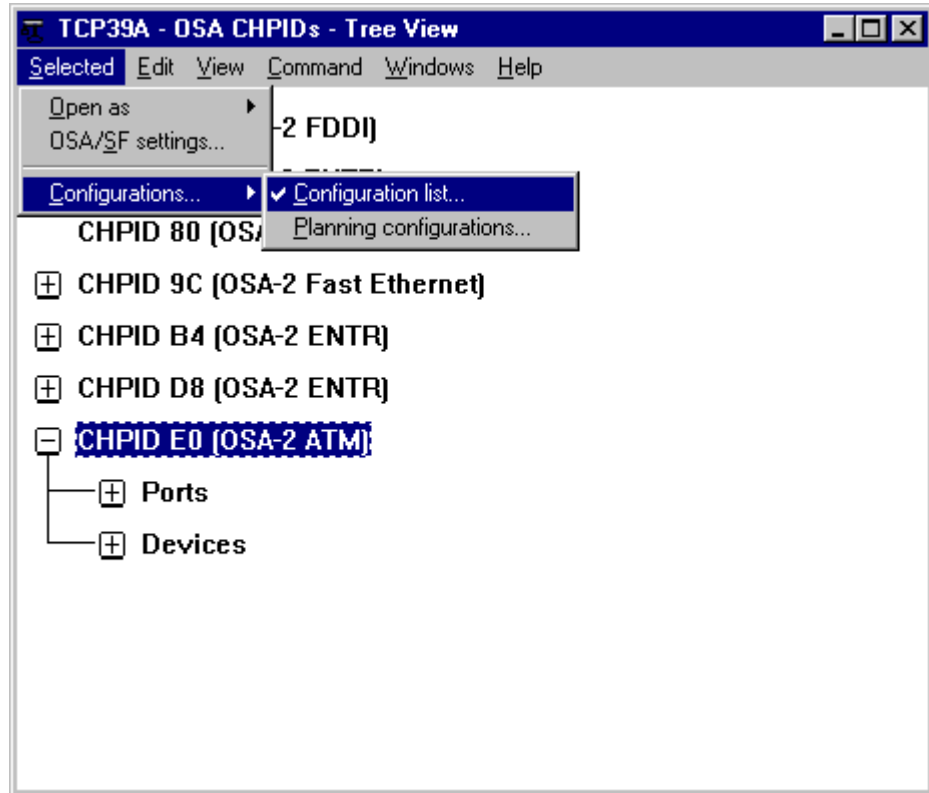 TCP39A - OSA CHPIDs - Tree View
Selected Edit View Command Windows Help
Open as
OSA/SF settings...
-2 FDDI)
Configurations...
Configuration list...
Planning configurations...
CHPID 80 (OSA
CHPID 9C (OSA-2 Fast Ethernet)
CHPID B4 (OSA-2 ENTR)
CHPID D8 (OSA-2 ENTR)
CHPID E0 (OSA-2 ATM)
Ports
Devices